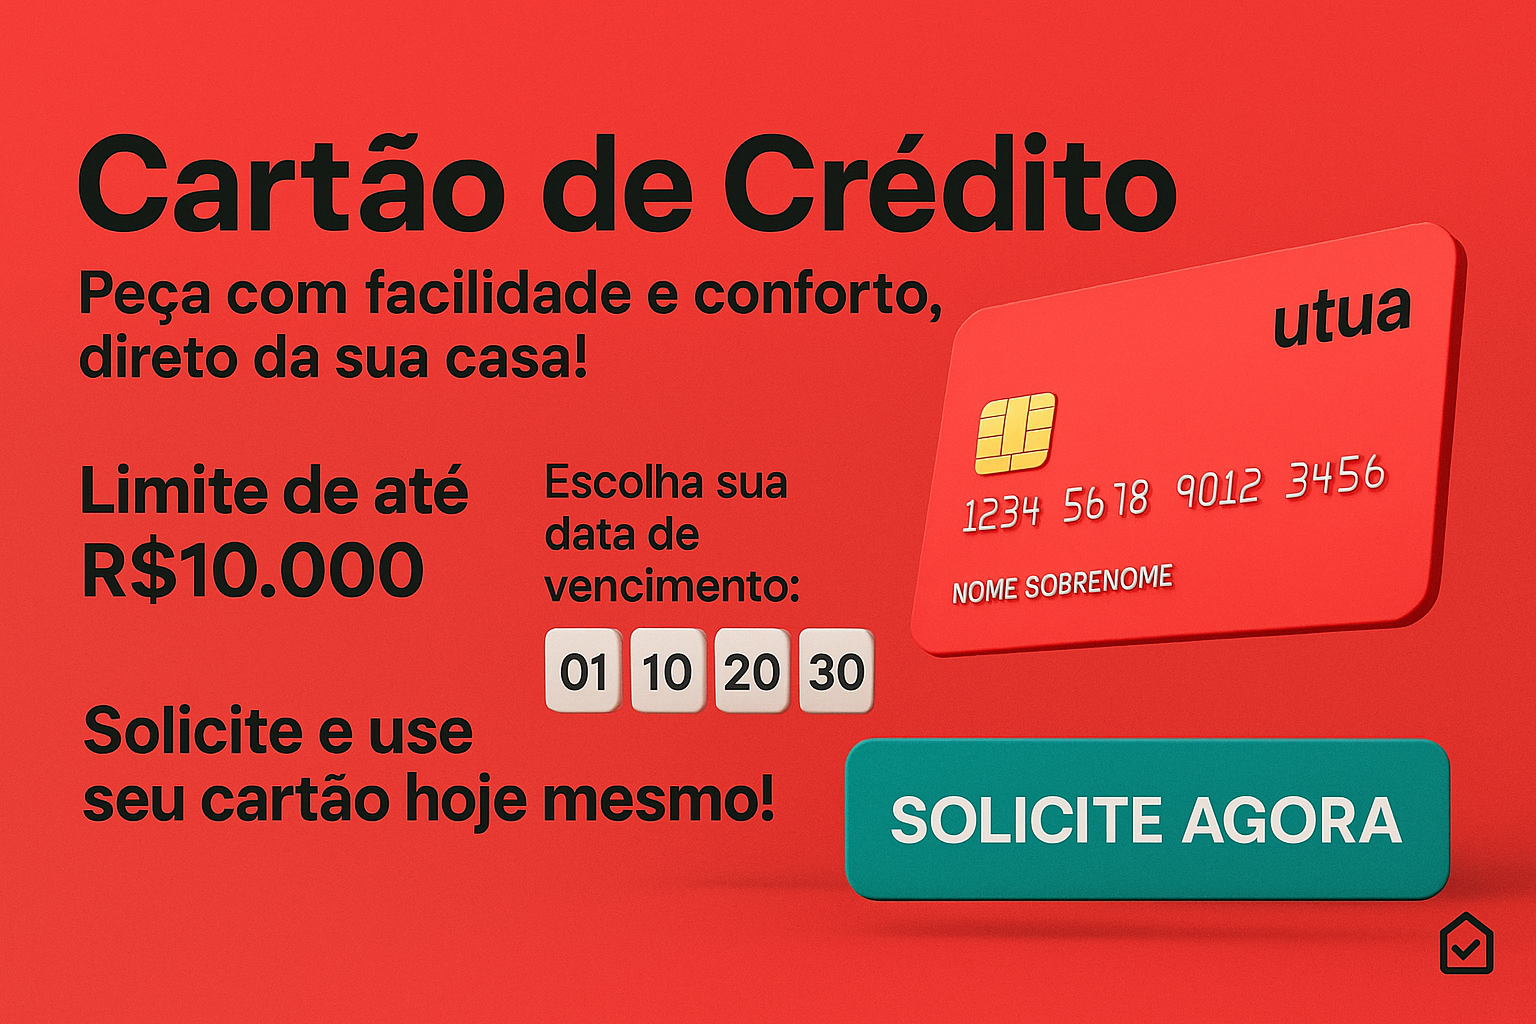 Cartão de Crédito
Peça com facilidade e conforto,
direto da sua casa!
Limite de até
R$10.000
Escolha sua
data de
vencimento:
01 10 20 30
Solicite e use
seu cartão hoje mesmo!
utua
1234 5678 9012 3456
NOME SOBRENOME
SOLICITE AGORA